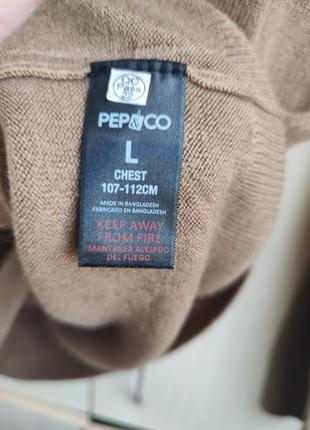 QC
Pass
PEP&CO
L
CHEST
107-112CM
MADE IN BANGLADESH
FABRICADO EN BANGLADESH
KEEP AWAY
FROM FIRE
MANTENER ALEJADO
DEL FUEGO